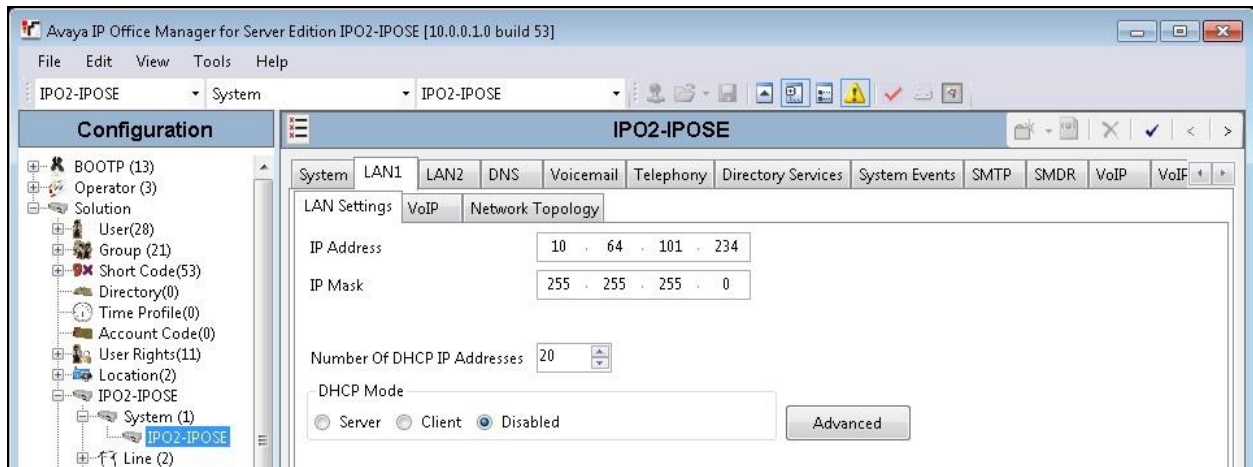 Avaya IP Office Manager for Server Edition IPO2-IPOSE [10.0.0.1.0 build 53]
File Edit View Tools Help
IPO2-IPOSE System IPO2-IPOSE
Configuration
IPO2-IPOSE
BOOTP (13)
Operator (3)
Solution
User(28)
Group (21)
Short Code(53)
Directory(0)
Time Profile(0)
Account Code(0)
User Rights(11)
Location(2)
IPO2-IPOSE
System (1)
IPO2-IPOSE
Line (2)
System LAN1 LAN2 DNS Voicemail Telephony Directory Services System Events SMTP SMDR VoIP VoIF
LAN Settings VoIP Network Topology
IP Address 10 . 64 . 101 . 234
IP Mask 255 . 255 . 255 . 0
Number Of DHCP IP Addresses 20
DHCP Mode
Server Client Disabled
Advanced